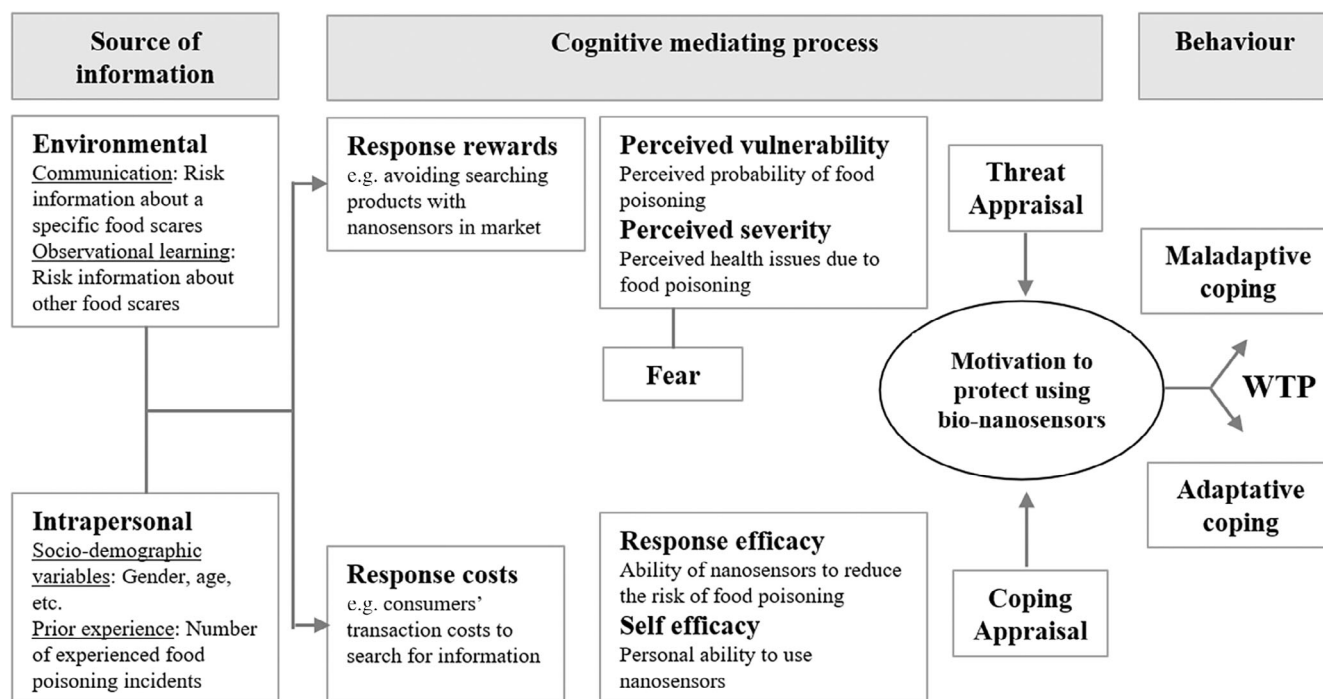 Source of
information
Cognitive mediating process
Behaviour
Environmental
Communication: Risk
information about a
specific food scares
Observational learning:
Risk information about
other food scares
Intrapersonal
Socio-demographic
variables: Gender, age,
etc.
Prior experience: Number
of experienced food
poisoning incidents
Response rewards
e.g. avoiding searching
products with
nanosensors in market
Response costs
e.g. consumers’
transaction costs to
search for information
Perceived vulnerability
Perceived probability of food
poisoning
Perceived severity
Perceived health issues due to
food poisoning
Fear
Response efficacy
Ability of nanosensors to reduce
the risk of food poisoning
Self efficacy
Personal ability to use
nanosensors
Threat
Appraisal
Motivation to
protect using
bio-nanosensors
Coping
Appraisal
Maladaptive
coping
WTP
Adaptative
coping